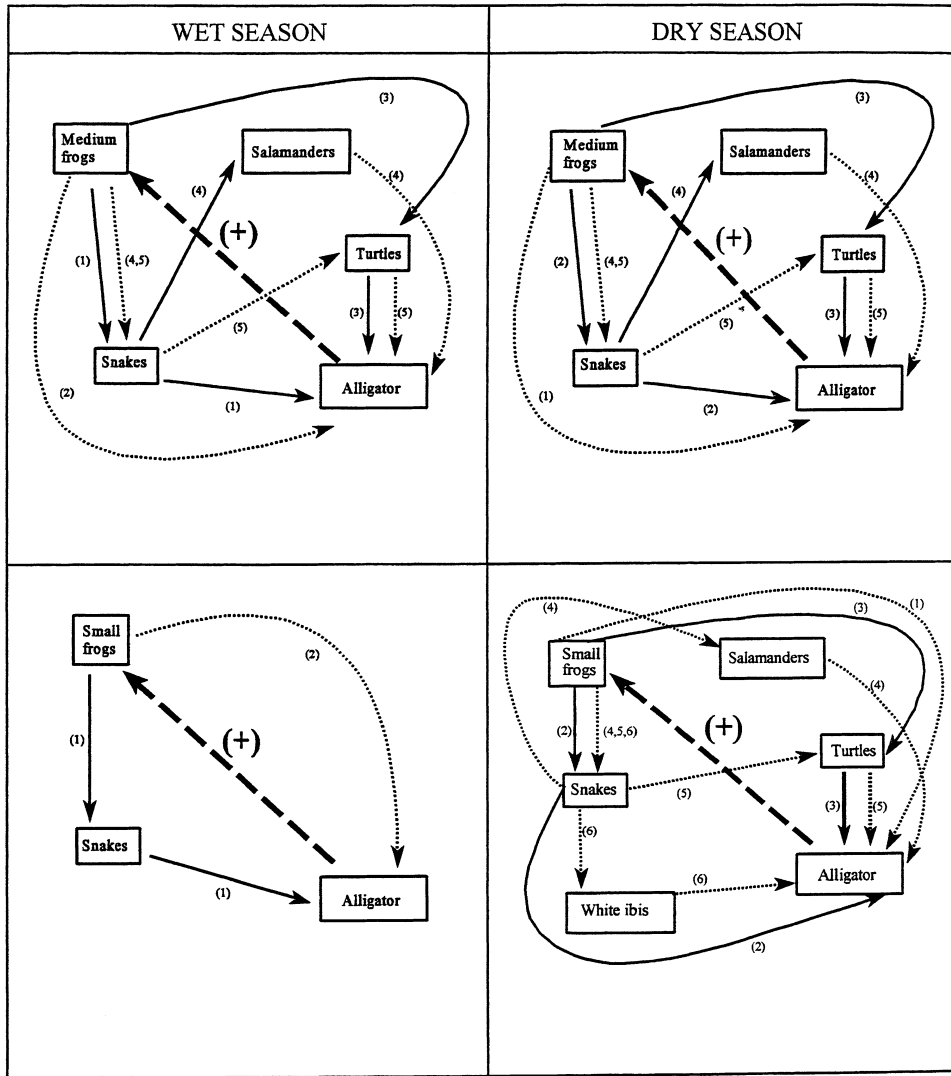 WET SEASON
DRY SEASON
(3)
Medium
frogs
Salamanders
(4)
(4)
(+)
Turtles
(1)
(4,5)
(5)
(3)
(5)
Snakes
(2)
(1)
Alligator
(3)
Medium
frogs
Salamanders
(4)
(4)
(+)
Turtles
(2)
(4,5)
(5)
(3)
(5)
Snakes
(1)
(2)
Alligator
Small
frogs
(2)
(+)
(1)
Snakes
(1)
Alligator
(4)
(3)
(1)
Small
frogs
Salamanders
(4)
(+)
(2)
(4,5,6)
Turtles
Snakes
(5)
(3)
(5)
(6)
Alligator
(6)
White ibis
(2)